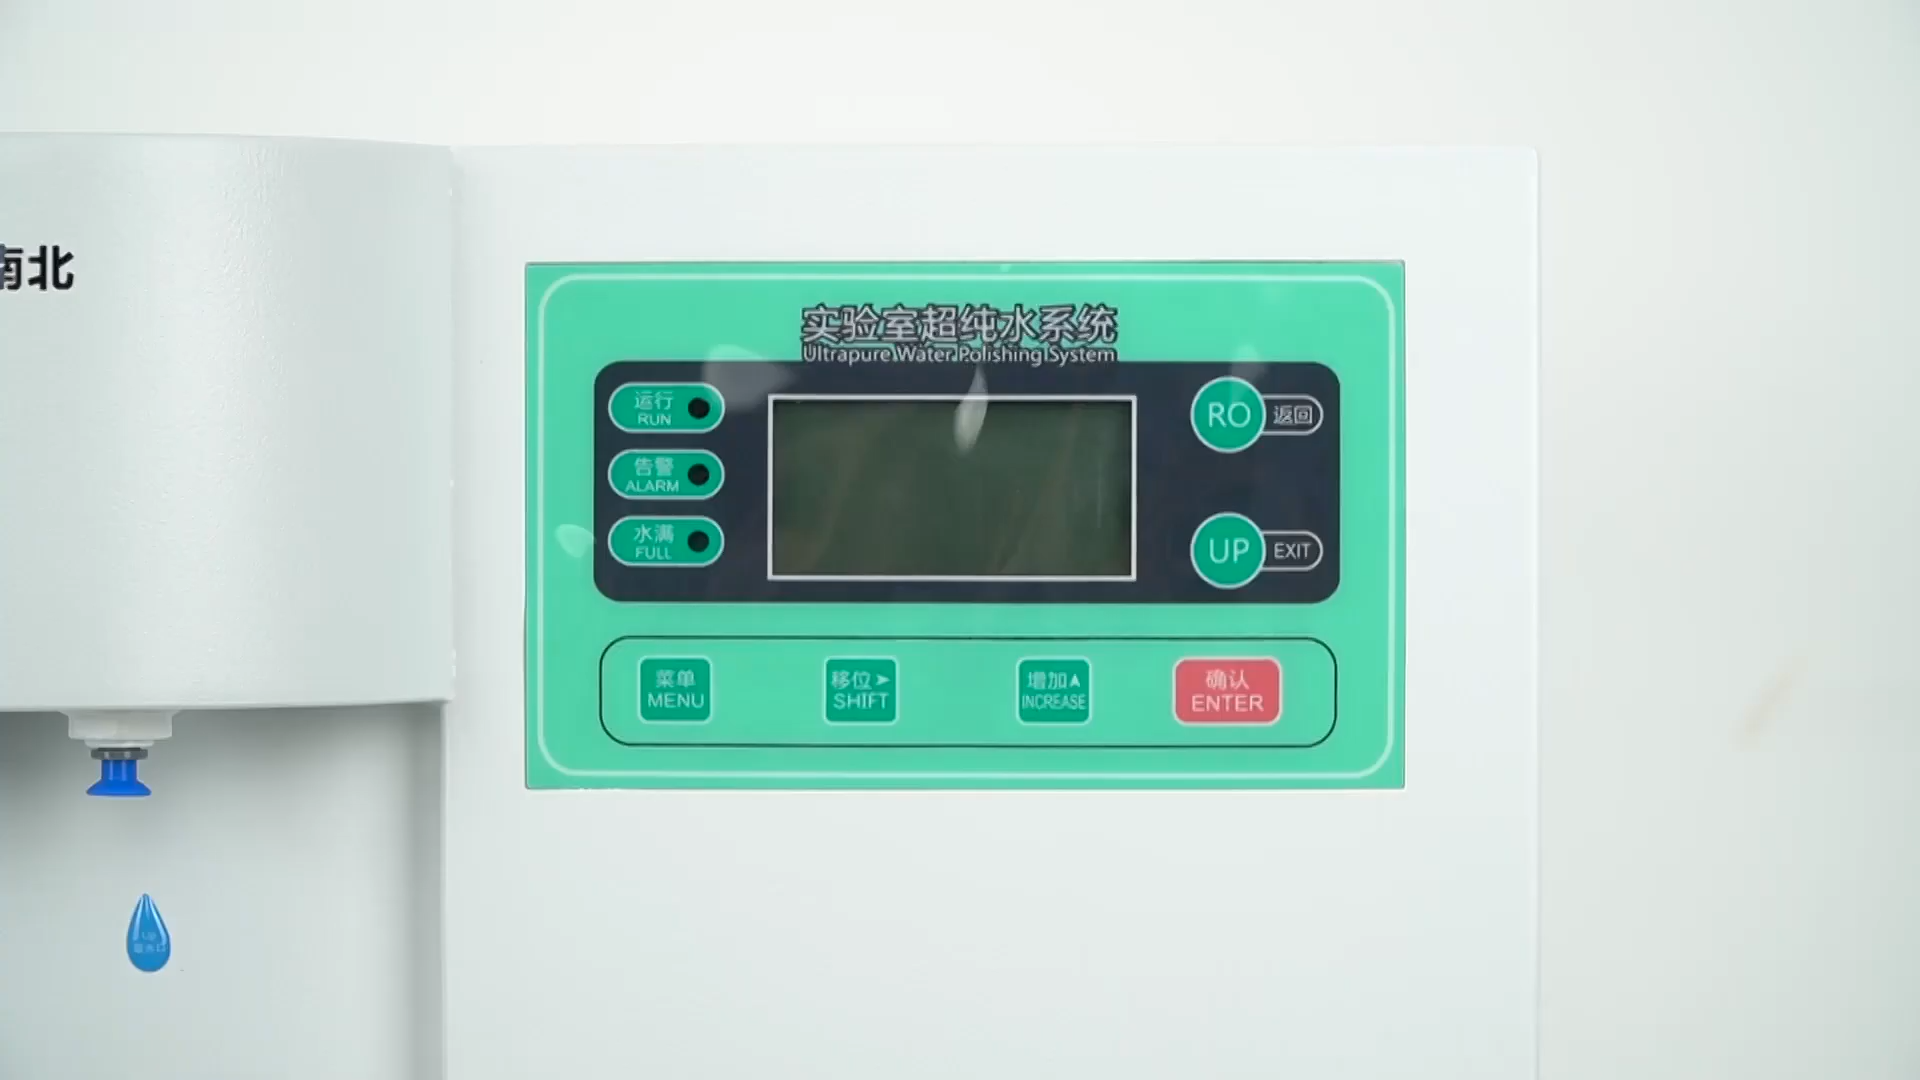 南北
实验室超纯水系统
Ultrapure Water Polishing System
运行
RUN
告警
ALARM
水满
FULL
RO 返回
UP EXIT
菜单
MENU
移位➤
SHIFT
增加▲
INCREASE
确认
ENTER
Up